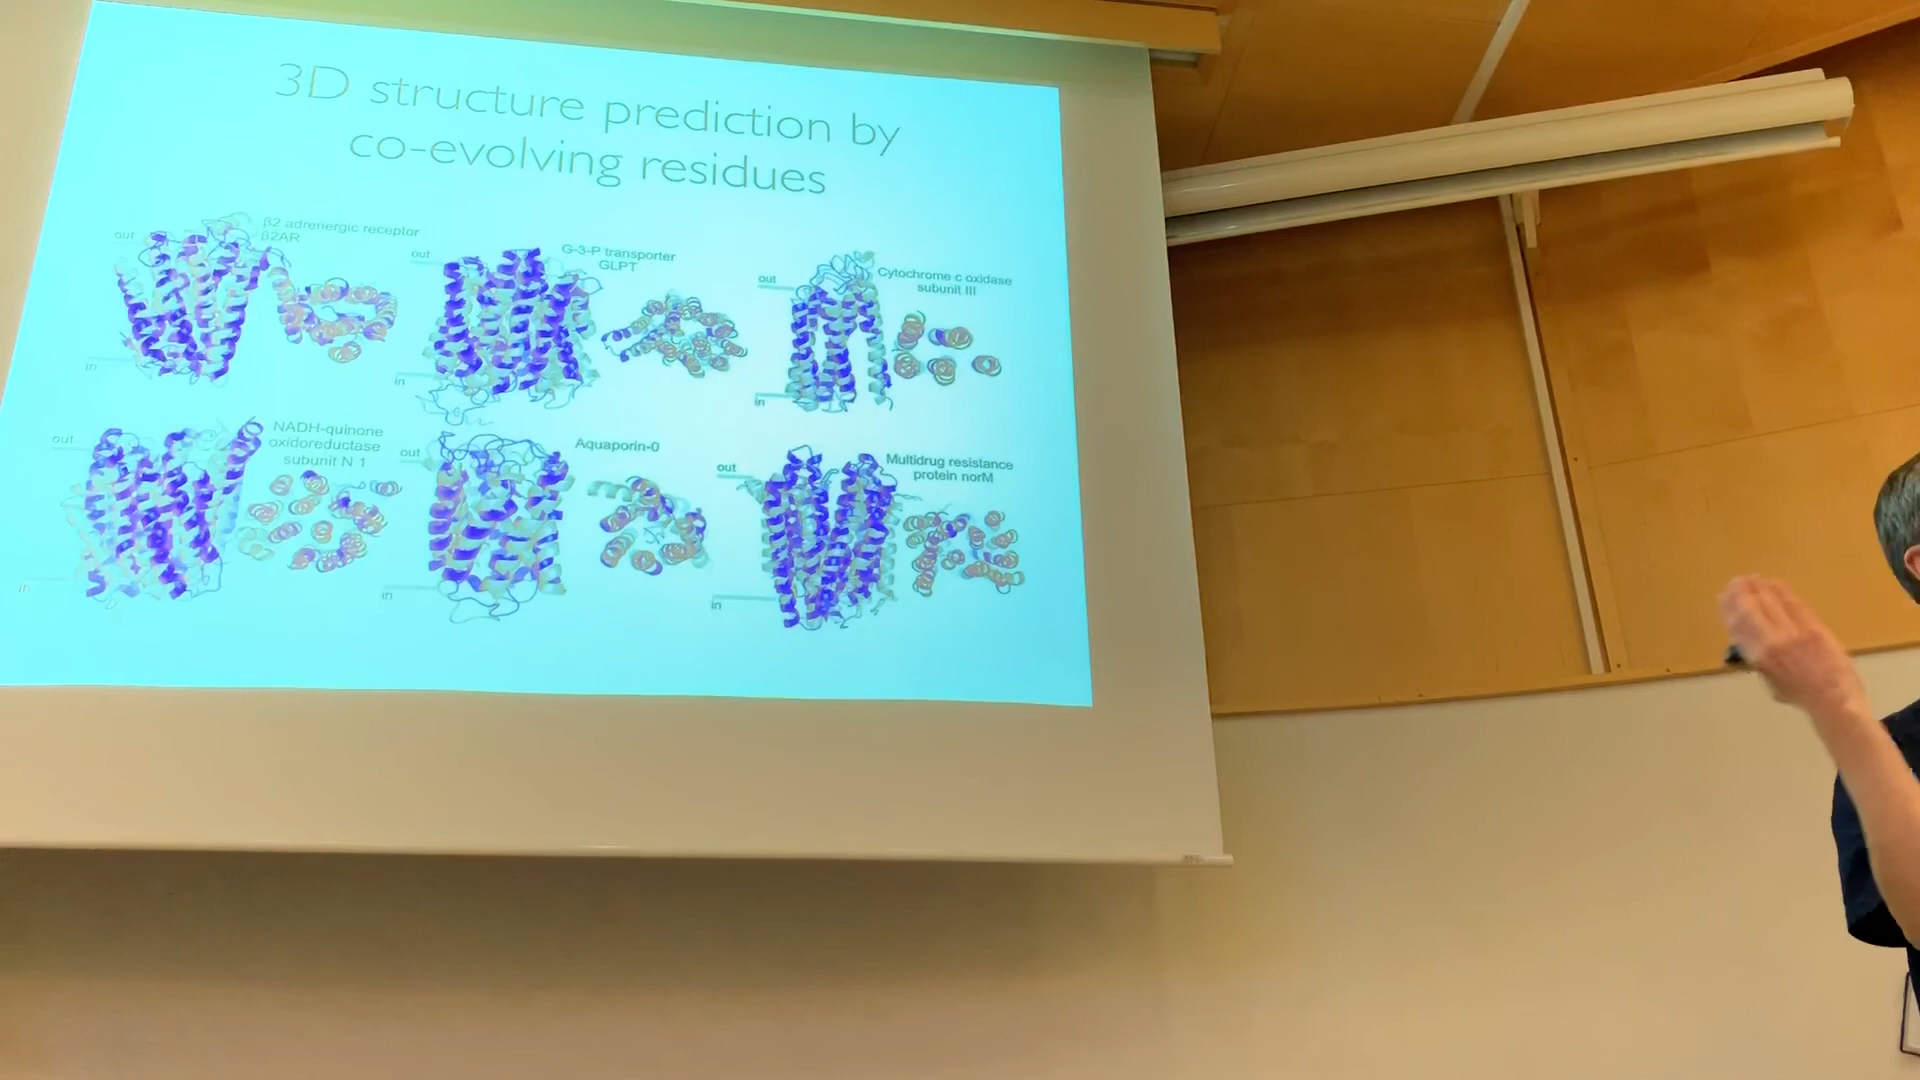 3D structure prediction by
co-evolving residues
out
β2 adrenergic receptor
β2AR
in
out
G-3-P transporter
GLPT
in
out
Cytochrome c oxidase
subunit III
in
out
NADH-quinone
oxidoreductase
subunit N 1
in
out
Aquaporin-0
in
out
Multidrug resistance
protein norM
in